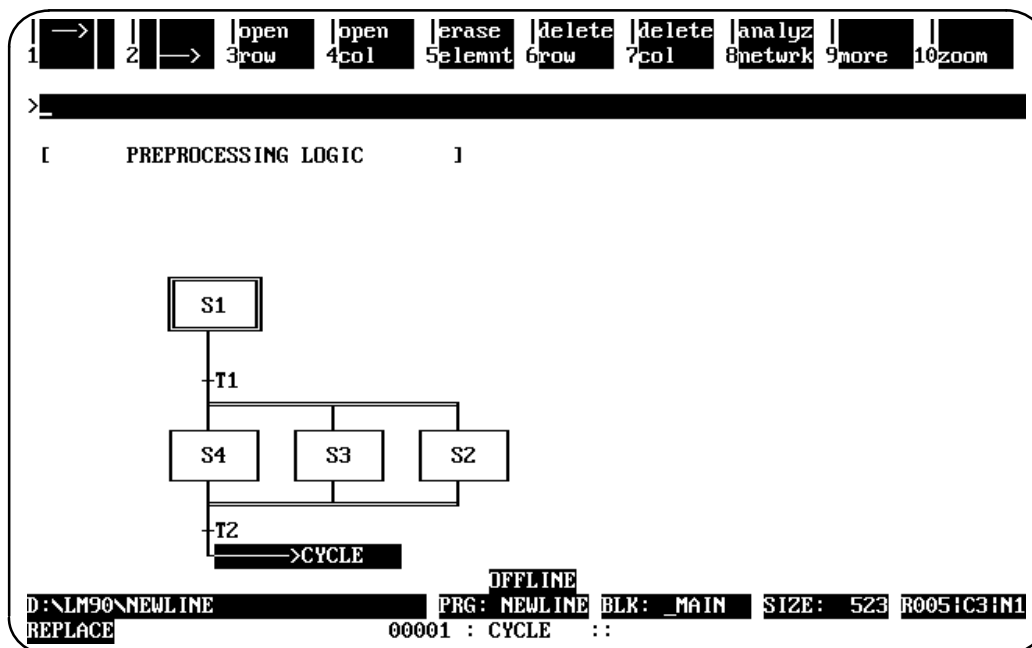 —> open open erase delete delete analyz
1 2 —> 3row 4col 5elemnt 6row 7col 8netwrk 9more 10zoom
>_
[ PREPROCESSING LOGIC ]
S1
T1
S4 S3 S2
T2
>CYCLE
OFFLINE
D:\LM90\NEWLINE PRG: NEWLINE BLK: _MAIN SIZE: 523 R005|C3|N1
REPLACE 00001 : CYCLE ::